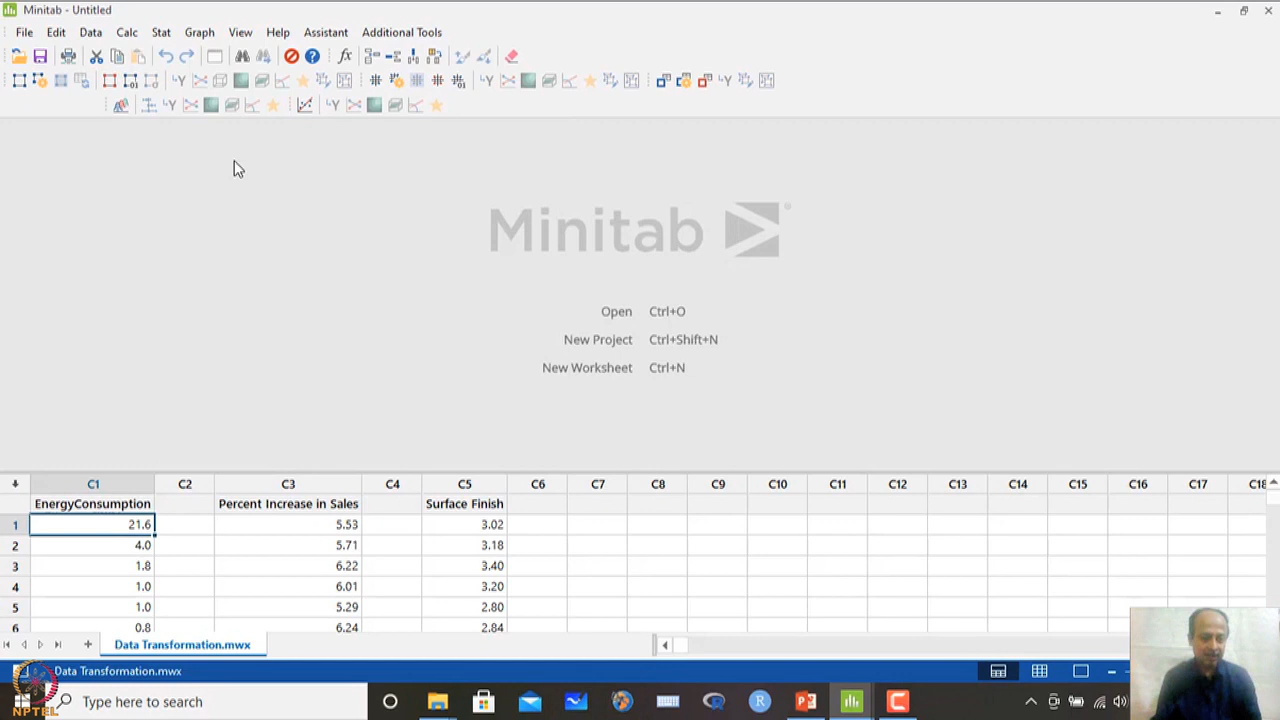 Minitab - Untitled
File Edit Data Calc Stat Graph View Help Assistant Additional Tools
Minitab
Open Ctrl+O
New Project Ctrl+Shift+N
New Worksheet Ctrl+N
C1 C2 C3 C4 C5 C6 C7 C8 C9 C10 C11 C12 C13 C14 C15 C16 C17 C18
EnergyConsumption Percent Increase in Sales Surface Finish
1 21.6 5.53 3.02
2 4.0 5.71 3.18
3 1.8 6.22 3.40
4 1.0 6.01 3.20
5 1.0 5.29 2.80
6 0.8 6.24 2.84
Data Transformation.mwx
Data Transformation.mwx
Type here to search
NPTEL